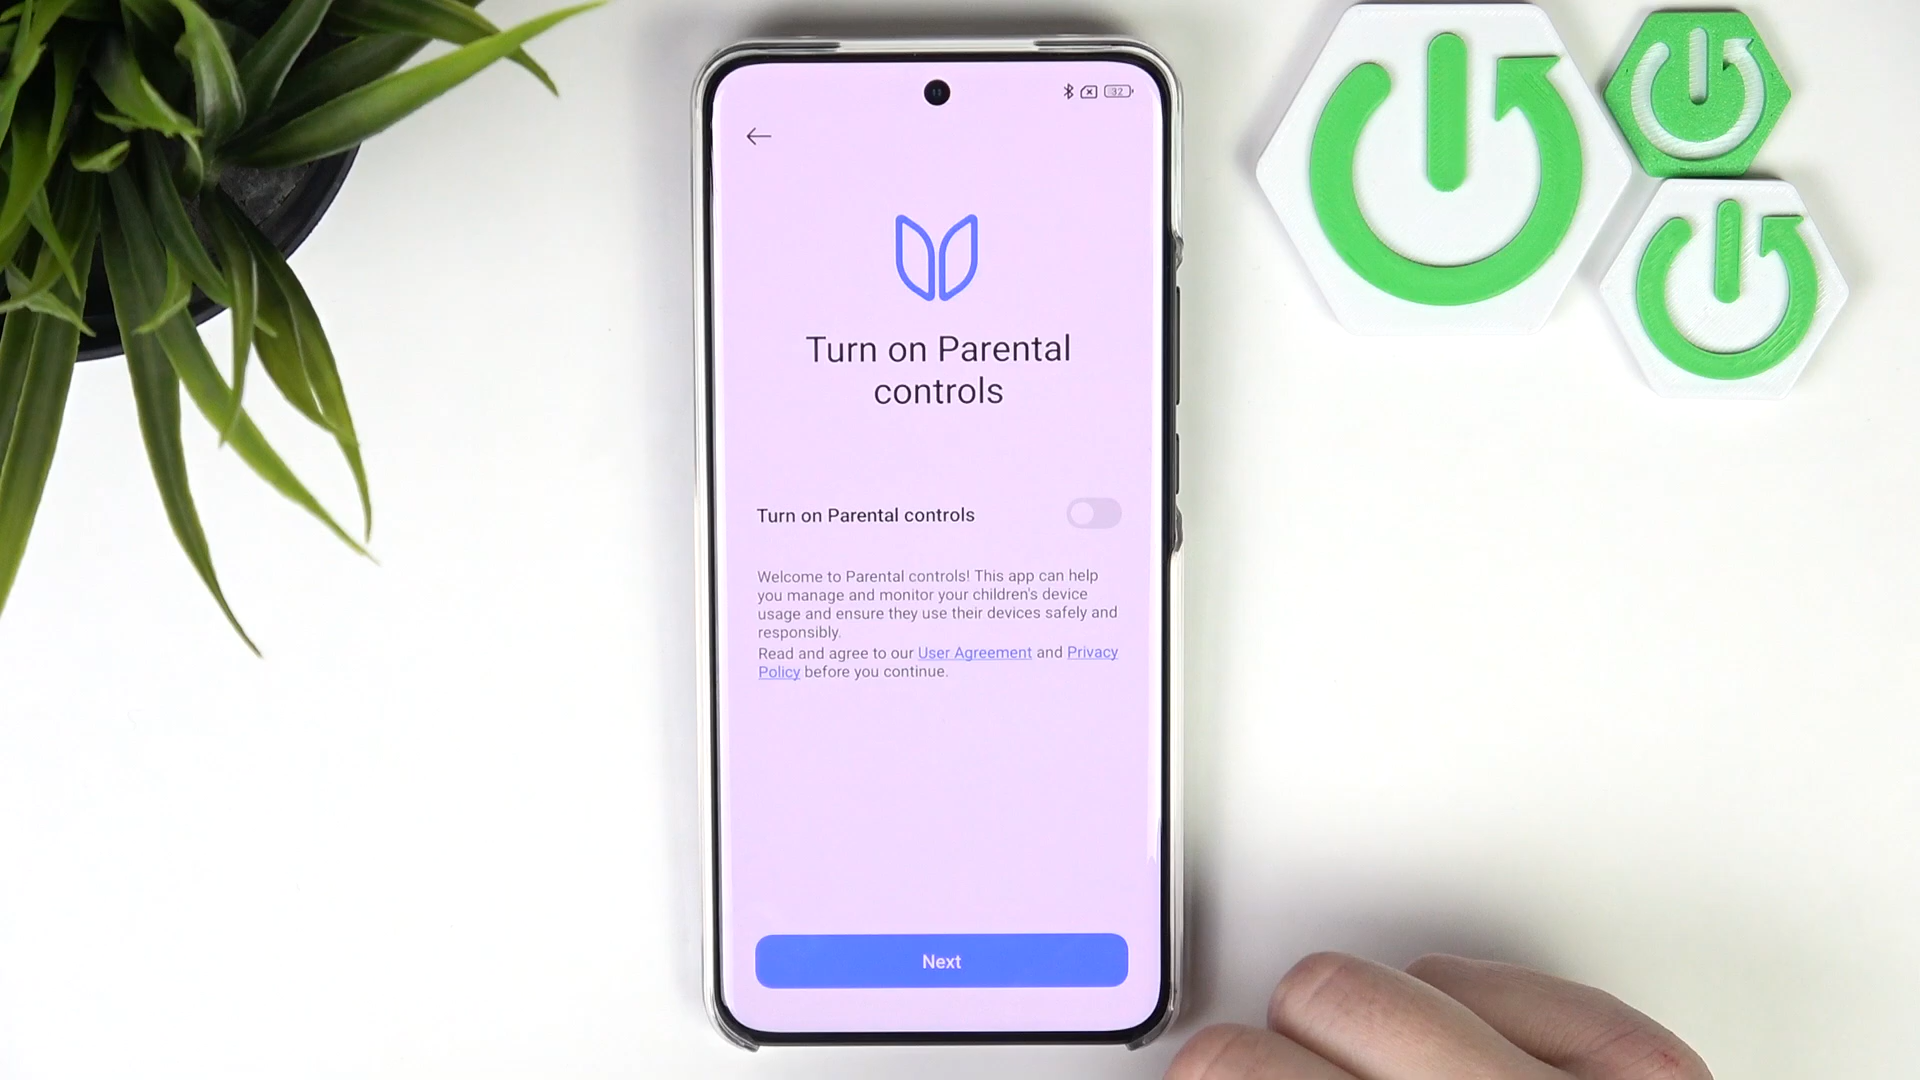 32
Turn on Parental
controls
Turn on Parental controls
Welcome to Parental controls! This app can help
you manage and monitor your children's device
usage and ensure they use their devices safely and
responsibly.
Read and agree to our User Agreement and Privacy
Policy before you continue.
Next